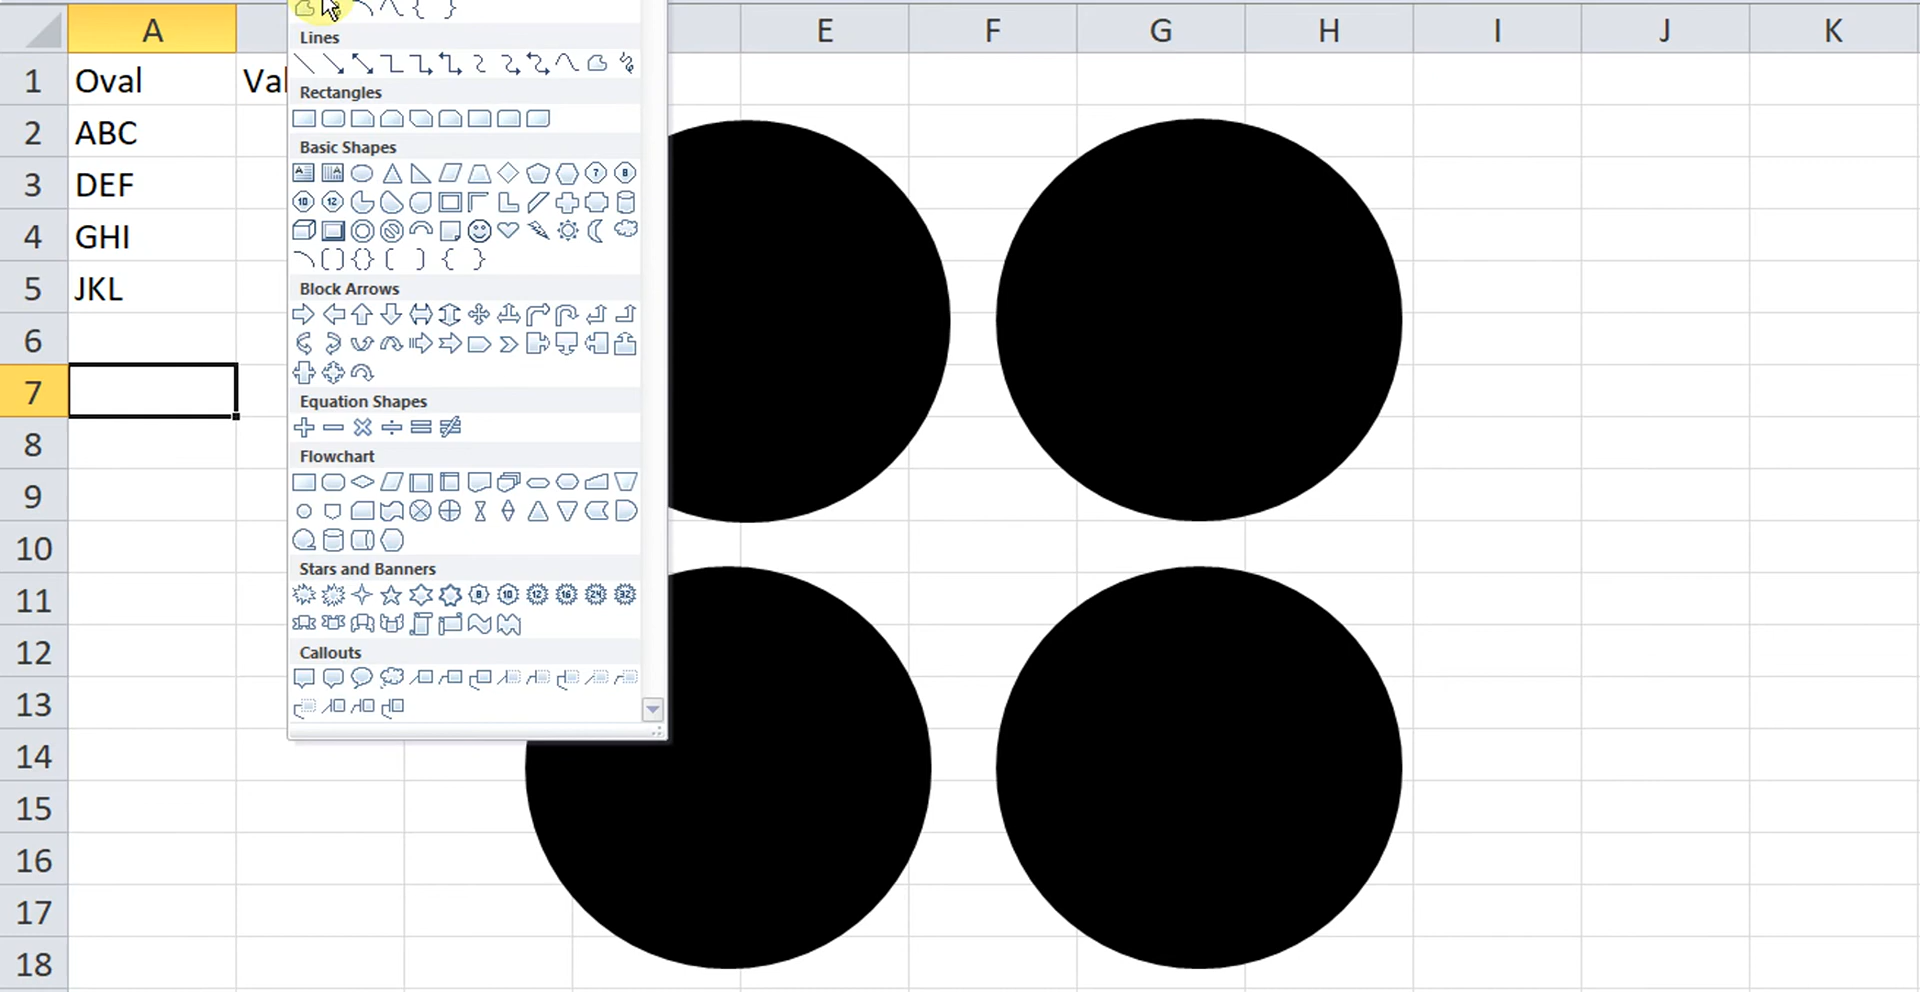 A E F G H I J K
Lines
1 Oval Val
Rectangles
2 ABC
Basic Shapes
3 DEF
4 GHI
5 JKL
Block Arrows
6
7
Equation Shapes
8
Flowchart
9
10
Stars and Banners
11
12
Callouts
13
14
15
16
17
18